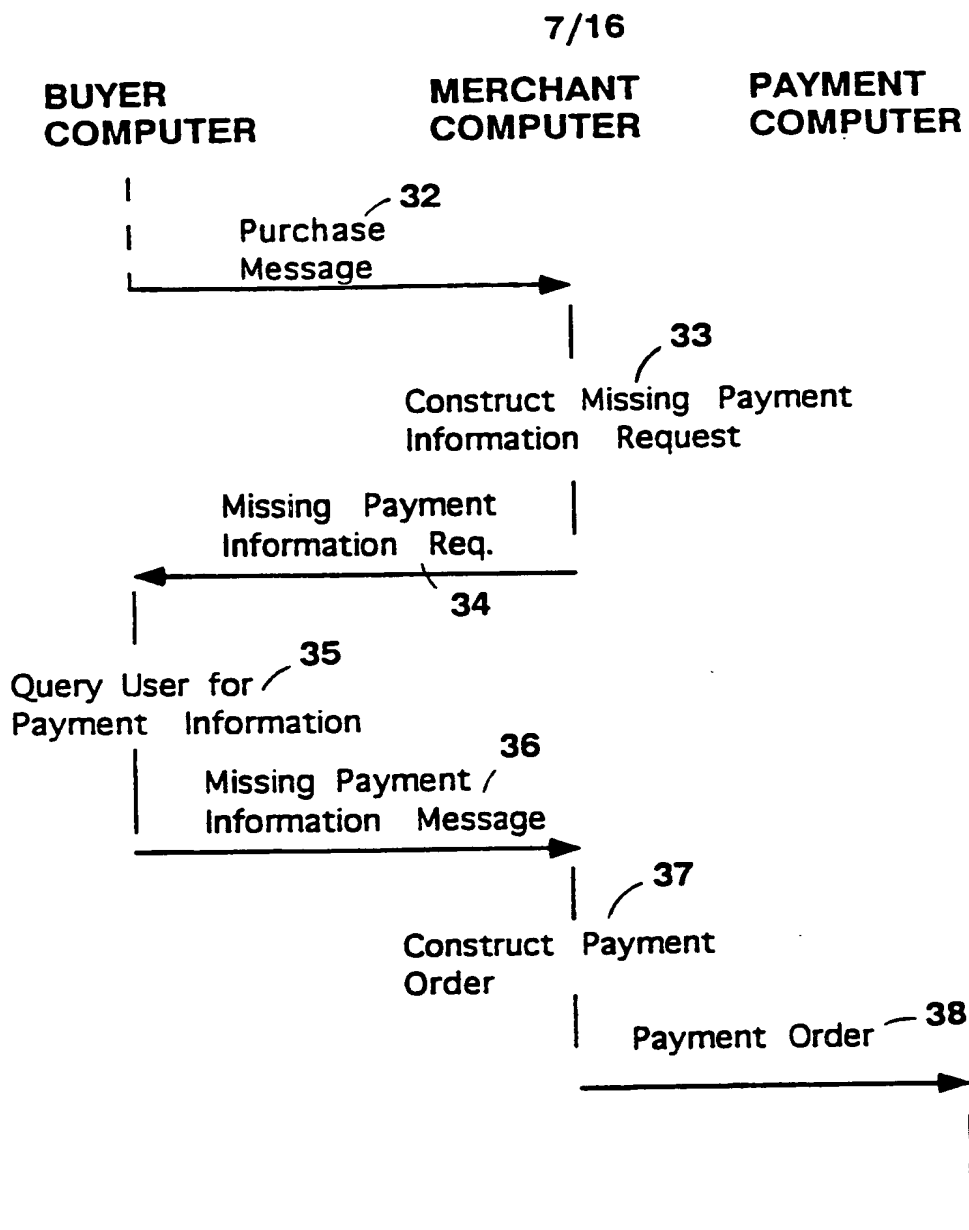 7/16
BUYER
COMPUTER
MERCHANT
COMPUTER
PAYMENT
COMPUTER
32
Purchase
Message
33
Construct Missing Payment
Information Request
Missing Payment
Information Req.
34
35
Query User for
Payment Information
36
Missing Payment
Information Message
37
Construct Payment
Order
38
Payment Order